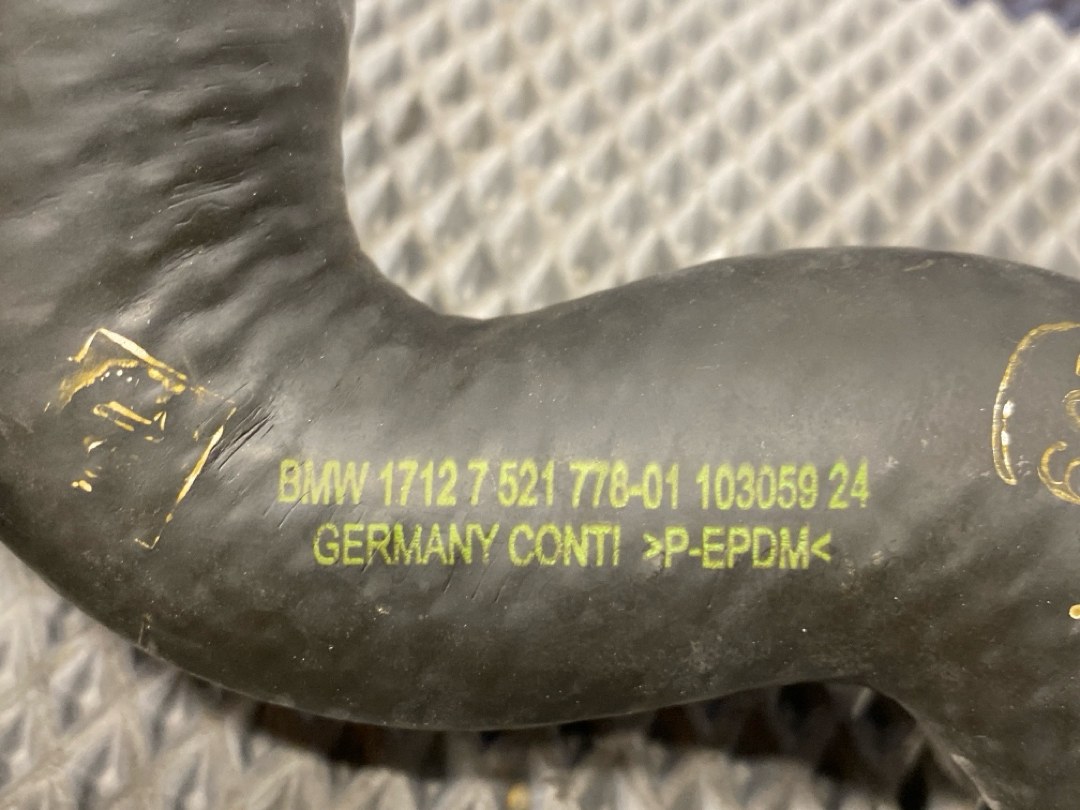 BMW 1712 7 521 778-01 103059 24
GERMANY CONTI >P-EPDM<